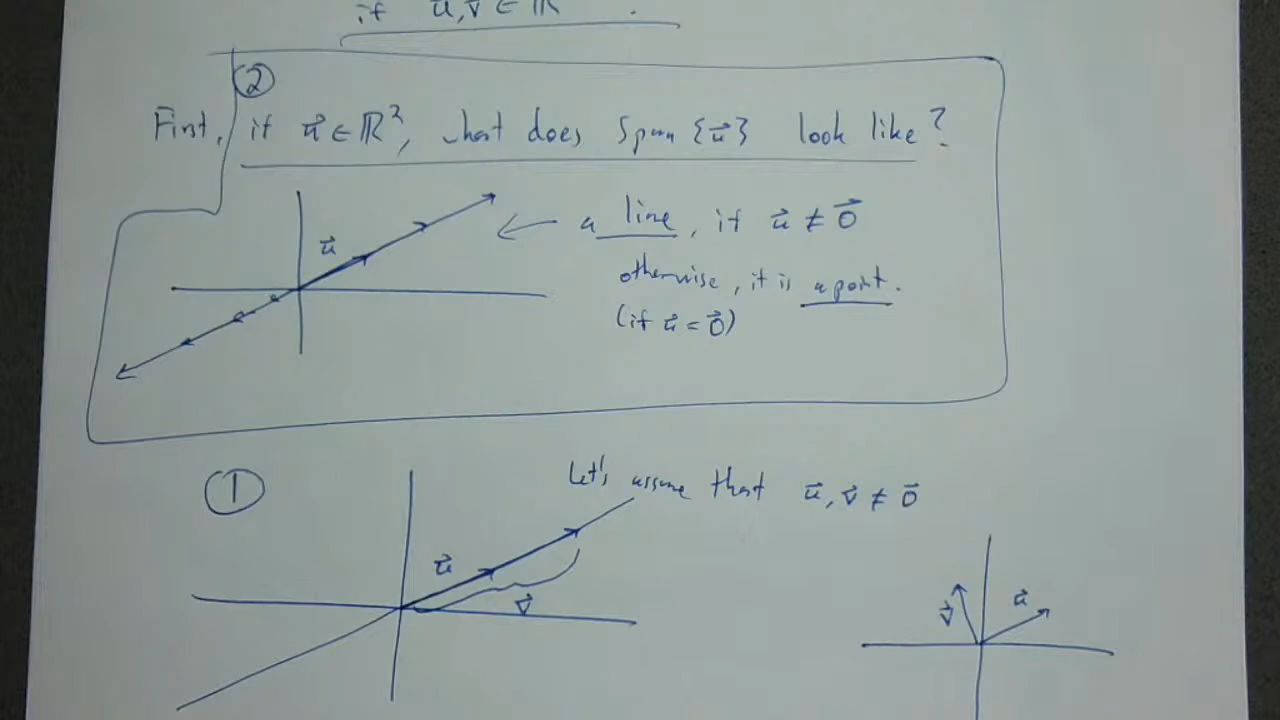 if u⃗, v⃗ ∈ ℝ .
②
First, if u⃗ ∈ ℝ², what does Span {u⃗} look like?
u⃗
a line, if u⃗ ≠ 0⃗
otherwise, it is a point.
(if u⃗ = 0⃗)
①
Let's assume that u⃗, v⃗ ≠ 0⃗
u⃗
v⃗
v⃗
u⃗